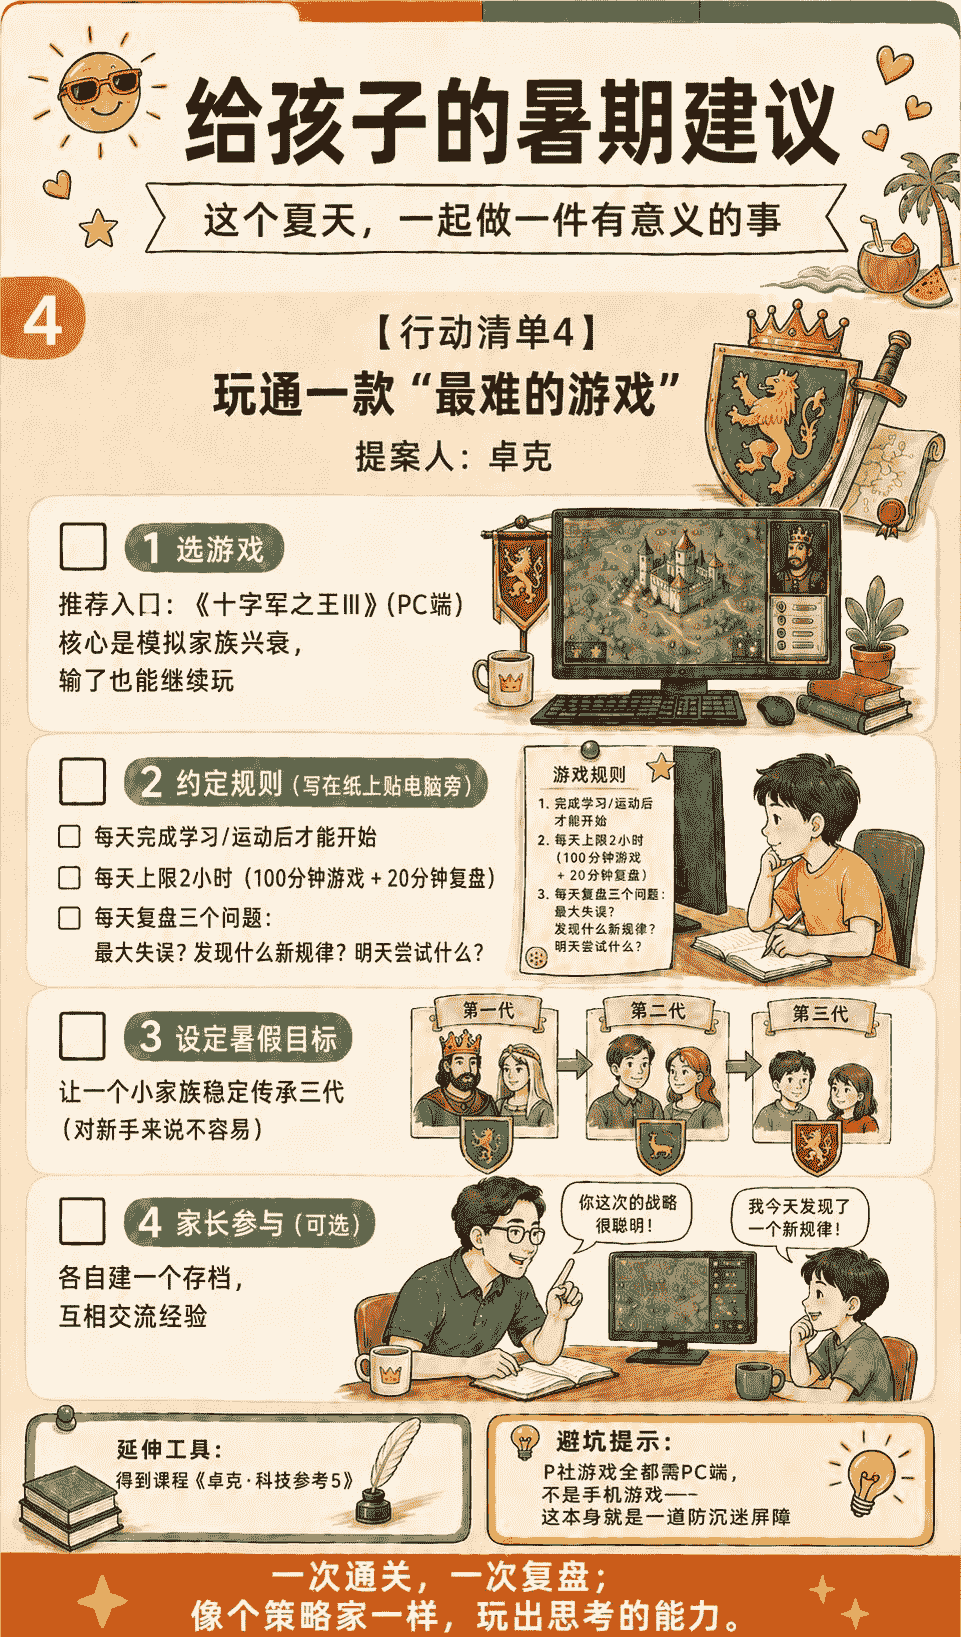 给孩子的暑期建议
这个夏天，一起做一件有意义的事
4
【行动清单4】
玩通一款“最难的游戏”
提案人：卓克
1 选游戏
推荐入门：《十字军之王Ⅲ》(PC端)
核心是模拟家族兴衰，
输了也能继续玩
2 约定规则（写在纸上贴电脑旁）
每天完成学习/运动后才能开始
每天上限2小时（100分钟游戏 + 20分钟复盘）
每天复盘三个问题：
最大失误？发现什么新规律？明天尝试什么？
游戏规则
1. 完成学习/运动后
才能开始
2. 每天上限2小时
（100分钟游戏
+ 20分钟复盘）
3. 每天复盘三个问题：
最大失误？
发现什么新规律？
明天尝试什么？
3 设定暑假目标
让一个小家族稳定传承三代
（对新手来说不容易）
第一代
第二代
第三代
4 家长参与（可选）
各自建一个存档，
互相交流经验
你这次的战略
很聪明！
我今天发现了
一个新规律！
延伸工具：
得到课程《卓克·科技参考5》
避坑提示：
P社游戏全都需PC端，
不是手机游戏——
这本身就是一道防沉迷屏障
一次通关，一次复盘；
像个策略家一样，玩出思考的能力。